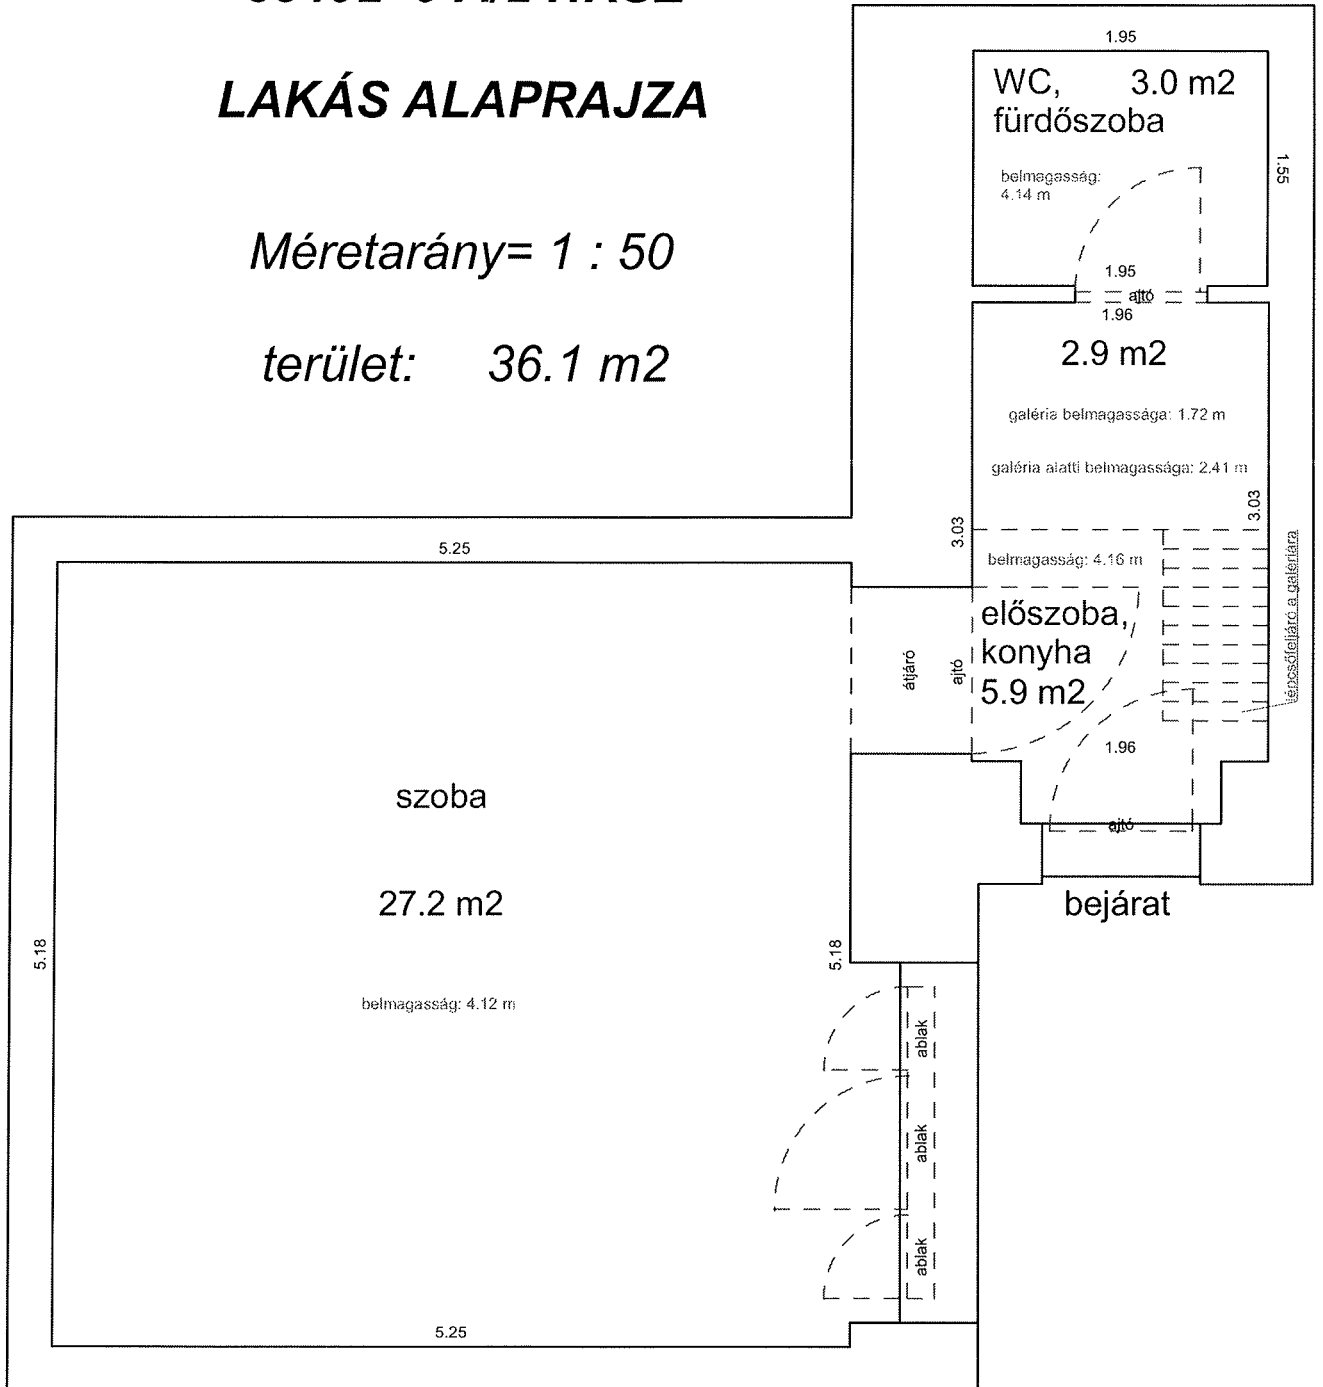 LAKÁS ALAPRAJZA
Méretarány= 1 : 50
terület: 36.1 m2
1.95
WC, 3.0 m2
fürdőszoba
belmagasság:
4.14 m
1.55
1.95
ajtó
1.96
2.9 m2
galéria belmagassága: 1.72 m
galéria alatti belmagassága: 2.41 m
3.03
3.03
belmagasság: 4.16 m
lépcsőfeljáró a galériára
előszoba,
konyha
5.9 m2
átjáró
ajtó
1.96
ajtó
bejárat
5.25
szoba
27.2 m2
5.18
5.18
belmagasság: 4.12 m
ablak
ablak
ablak
5.25